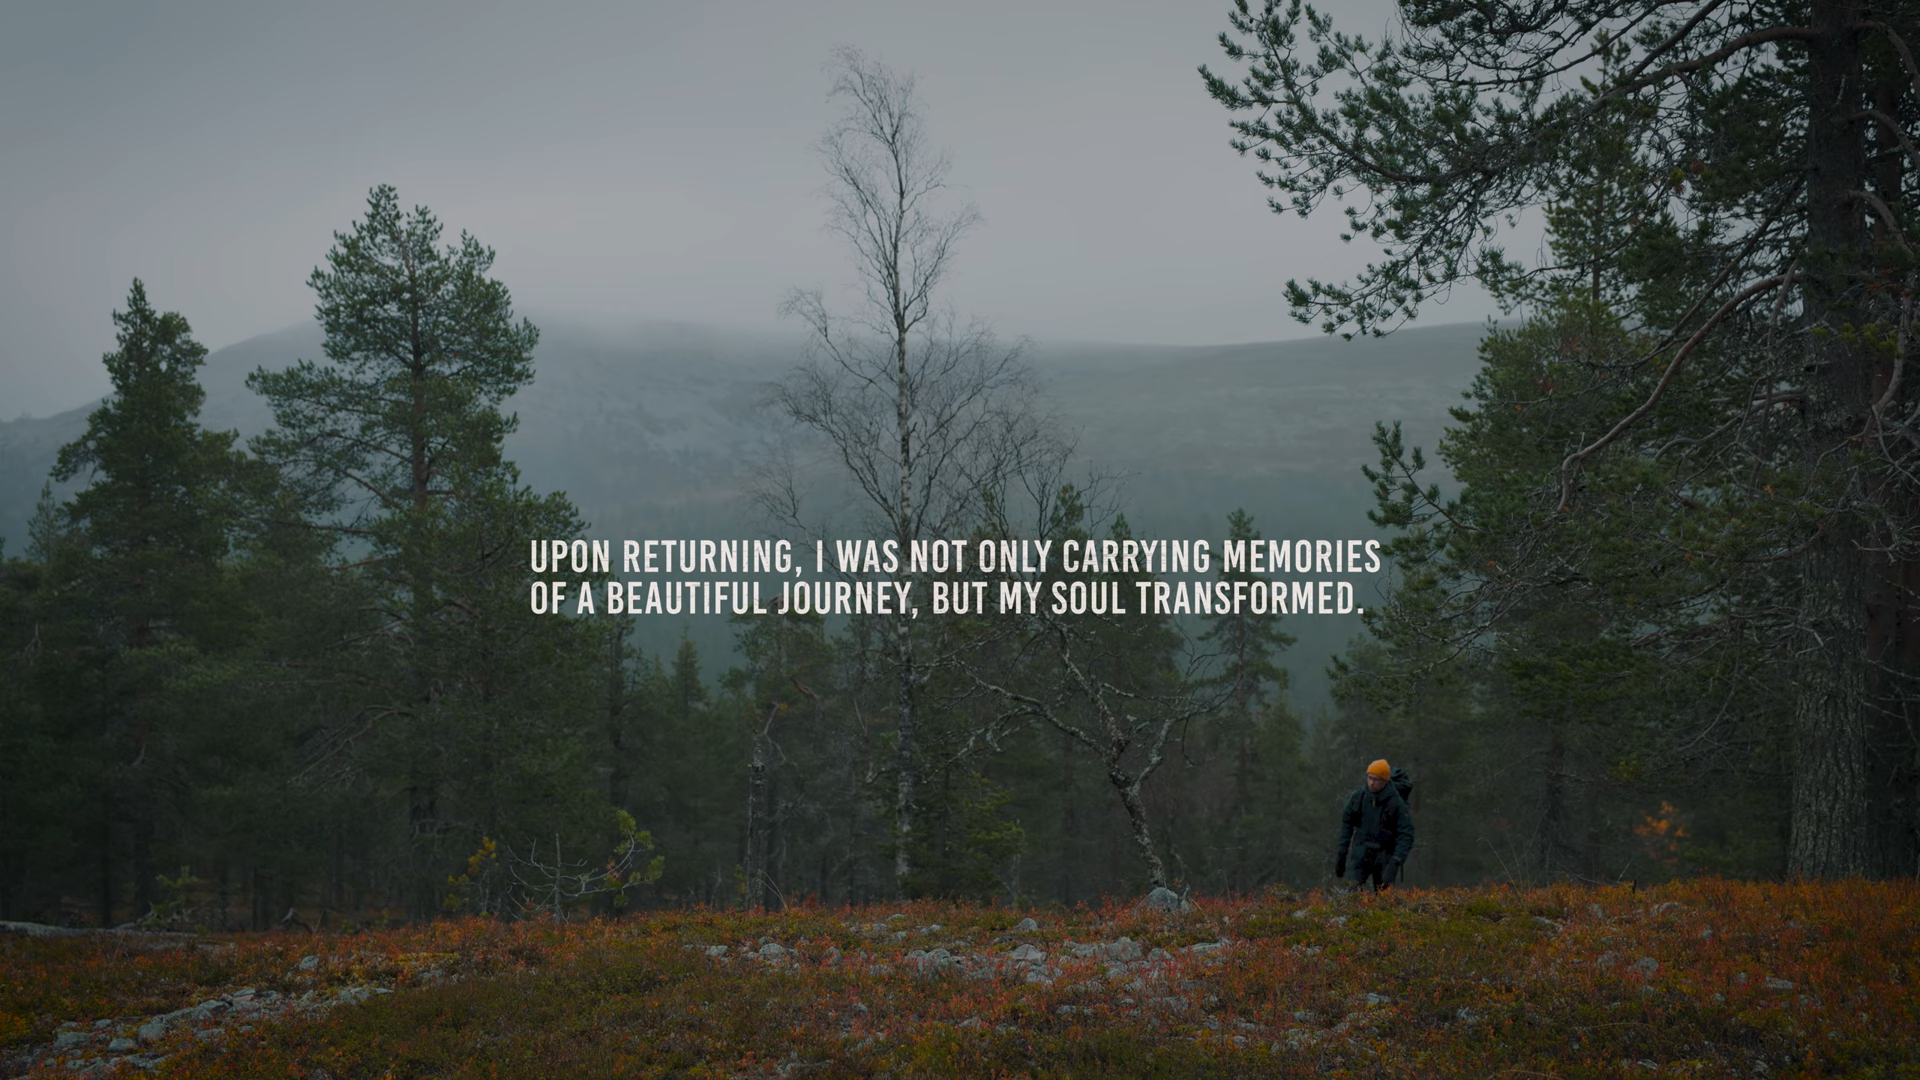 UPON RETURNING, I WAS NOT ONLY CARRYING MEMORIES
OF A BEAUTIFUL JOURNEY, BUT MY SOUL TRANSFORMED.